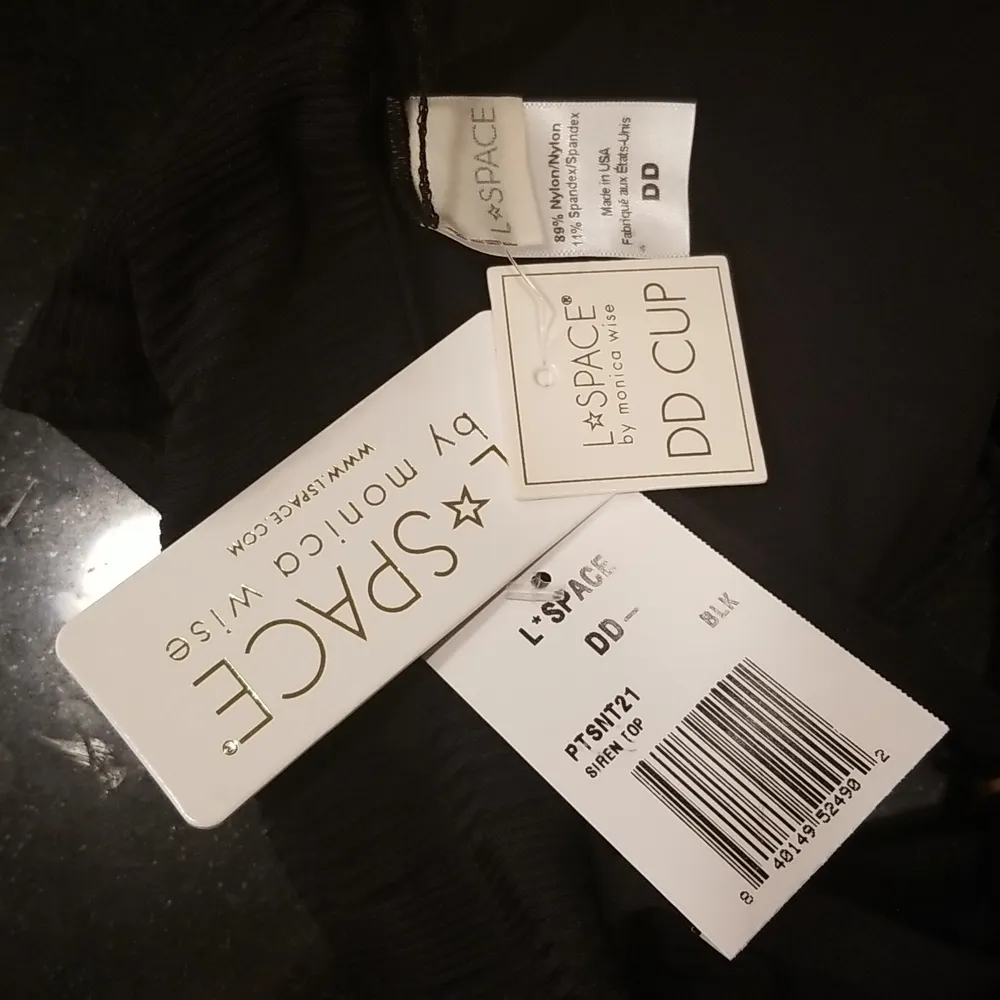 L☆SPACE
89% Nylon/Nylon
11% Spandex/Spandex
Made in USA
Fabriqué aux États-Unis
DD
L☆SPACE®
by monica wise
DD CUP
L☆SPACE®
by monica wise
WWW.LSPACE.COM
L*SPACE
DD-
BLK
PTSNT21
SIREN TOP
8 40149 52490 2